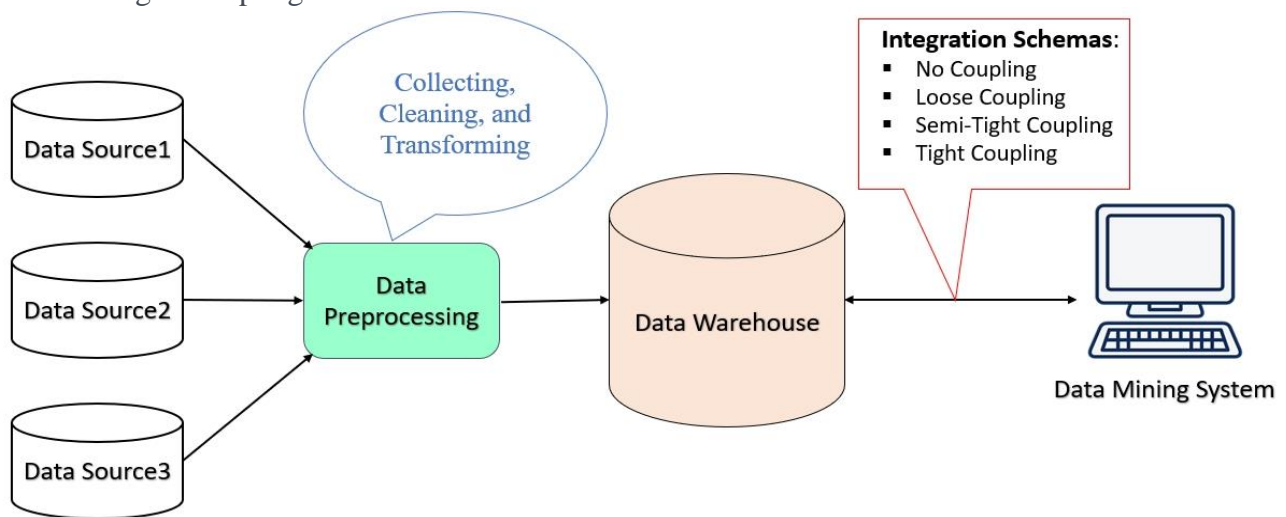 Data Source1
Data Source2
Data Source3
Collecting,
Cleaning, and
Transforming
Data
Preprocessing
Data Warehouse
Integration Schemas:
▪ No Coupling
▪ Loose Coupling
▪ Semi-Tight Coupling
▪ Tight Coupling
Data Mining System